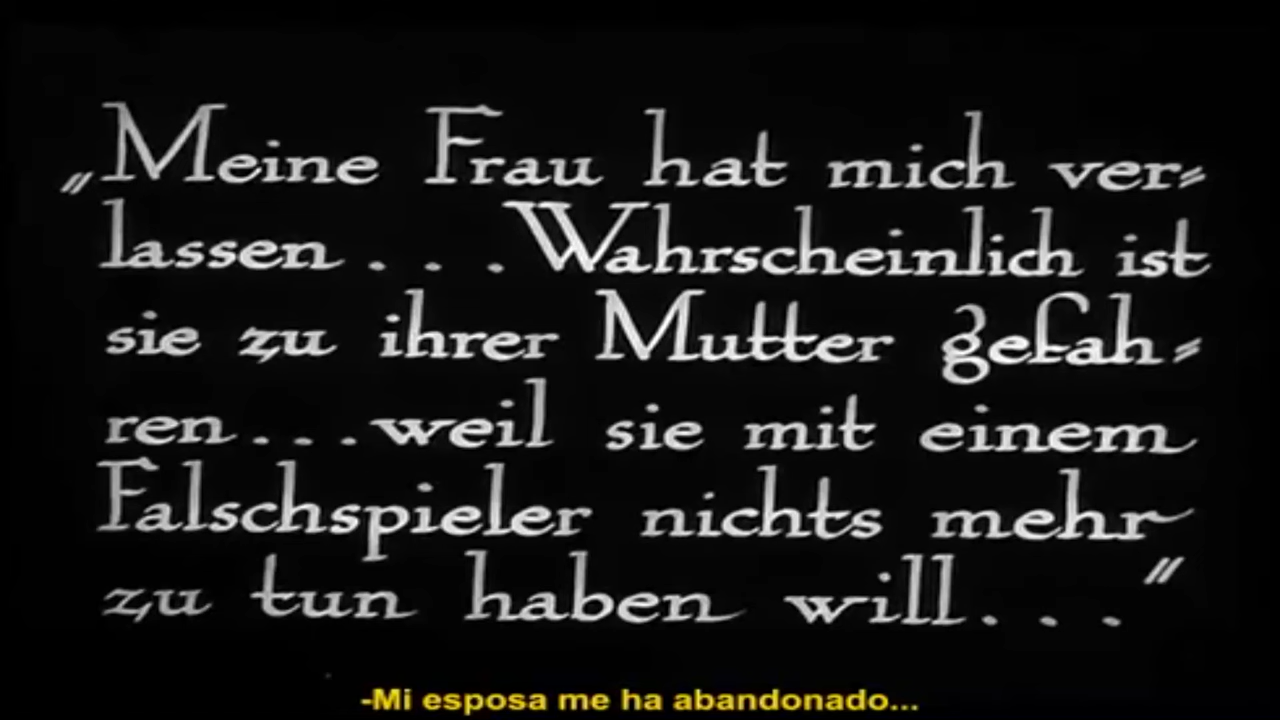 „Meine Frau hat mich ver-
lassen . . . Wahrscheinlich ist
sie zu ihrer Mutter gefah-
ren . . . weil sie mit einem
Falschspieler nichts mehr
zu tun haben will . . ."
-Mi esposa me ha abandonado...